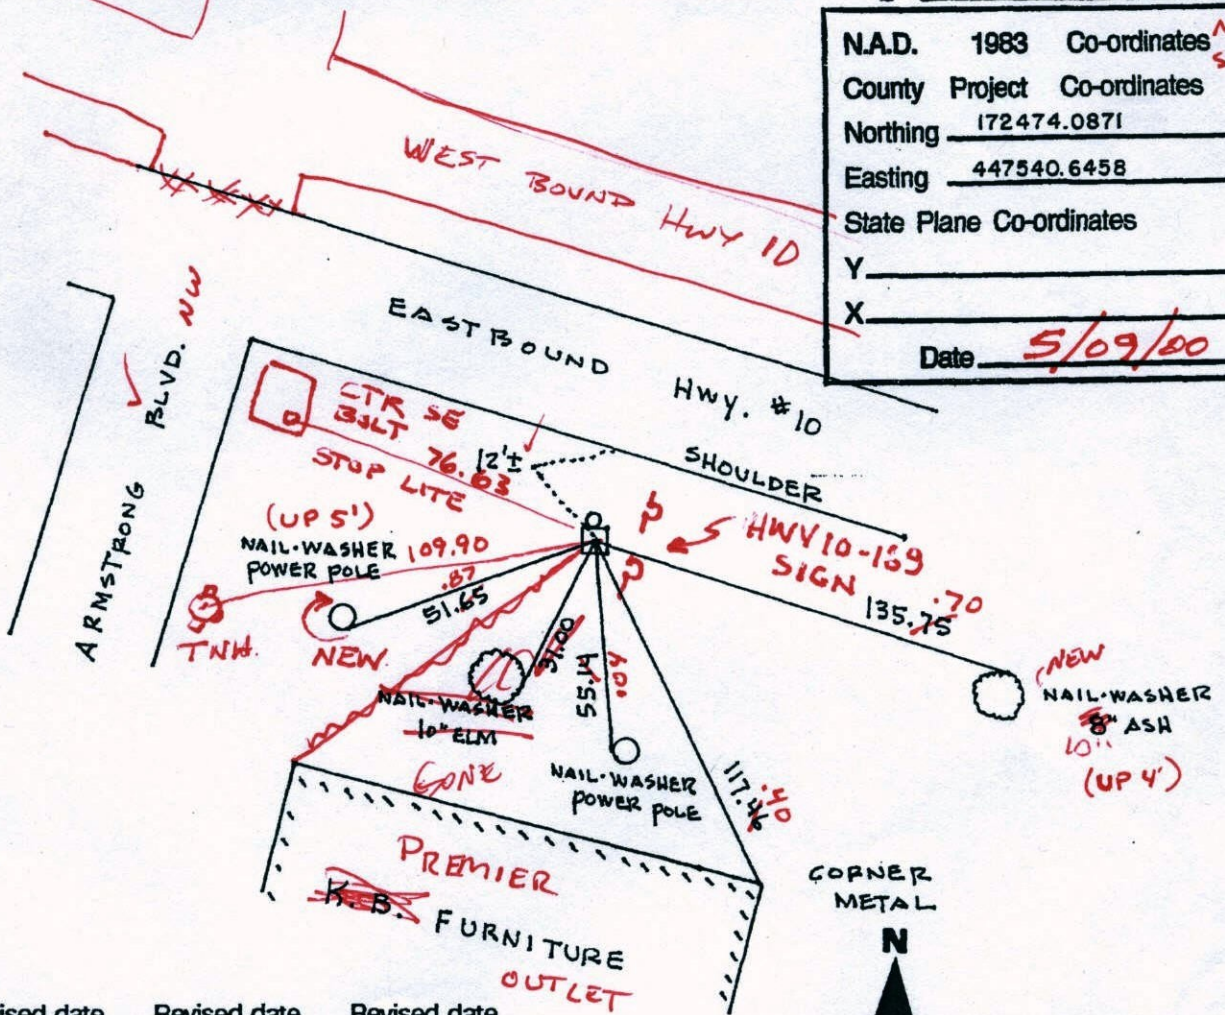 N.A.D. 1983 Co-ordinates
County Project Co-ordinates
Northing 172474.0871
Easting 447540.6458
State Plane Co-ordinates
Y
X
Date 5/09/00
WEST BOUND HWY 10
EASTBOUND Hwy. #10
SHOULDER
ARMSTRONG BLVD. NW
CTR SE
BOLT 76.63
STOP LITE
12'±
(UP 5')
NAIL-WASHER 109.90
POWER POLE
.87
51.65
TNH.
NEW
HWY 10-169
SIGN
.70
135.75
NEW
NAIL-WASHER
8" ASH
10"
(UP 4')
31.00
NAIL-WASHER
10" ELM
GONE
55.14
.09
NAIL-WASHER
POWER POLE
117.46
.40
PREMIER
K.B. FURNITURE
OUTLET
CORNER
METAL
N
Revised date Revised date